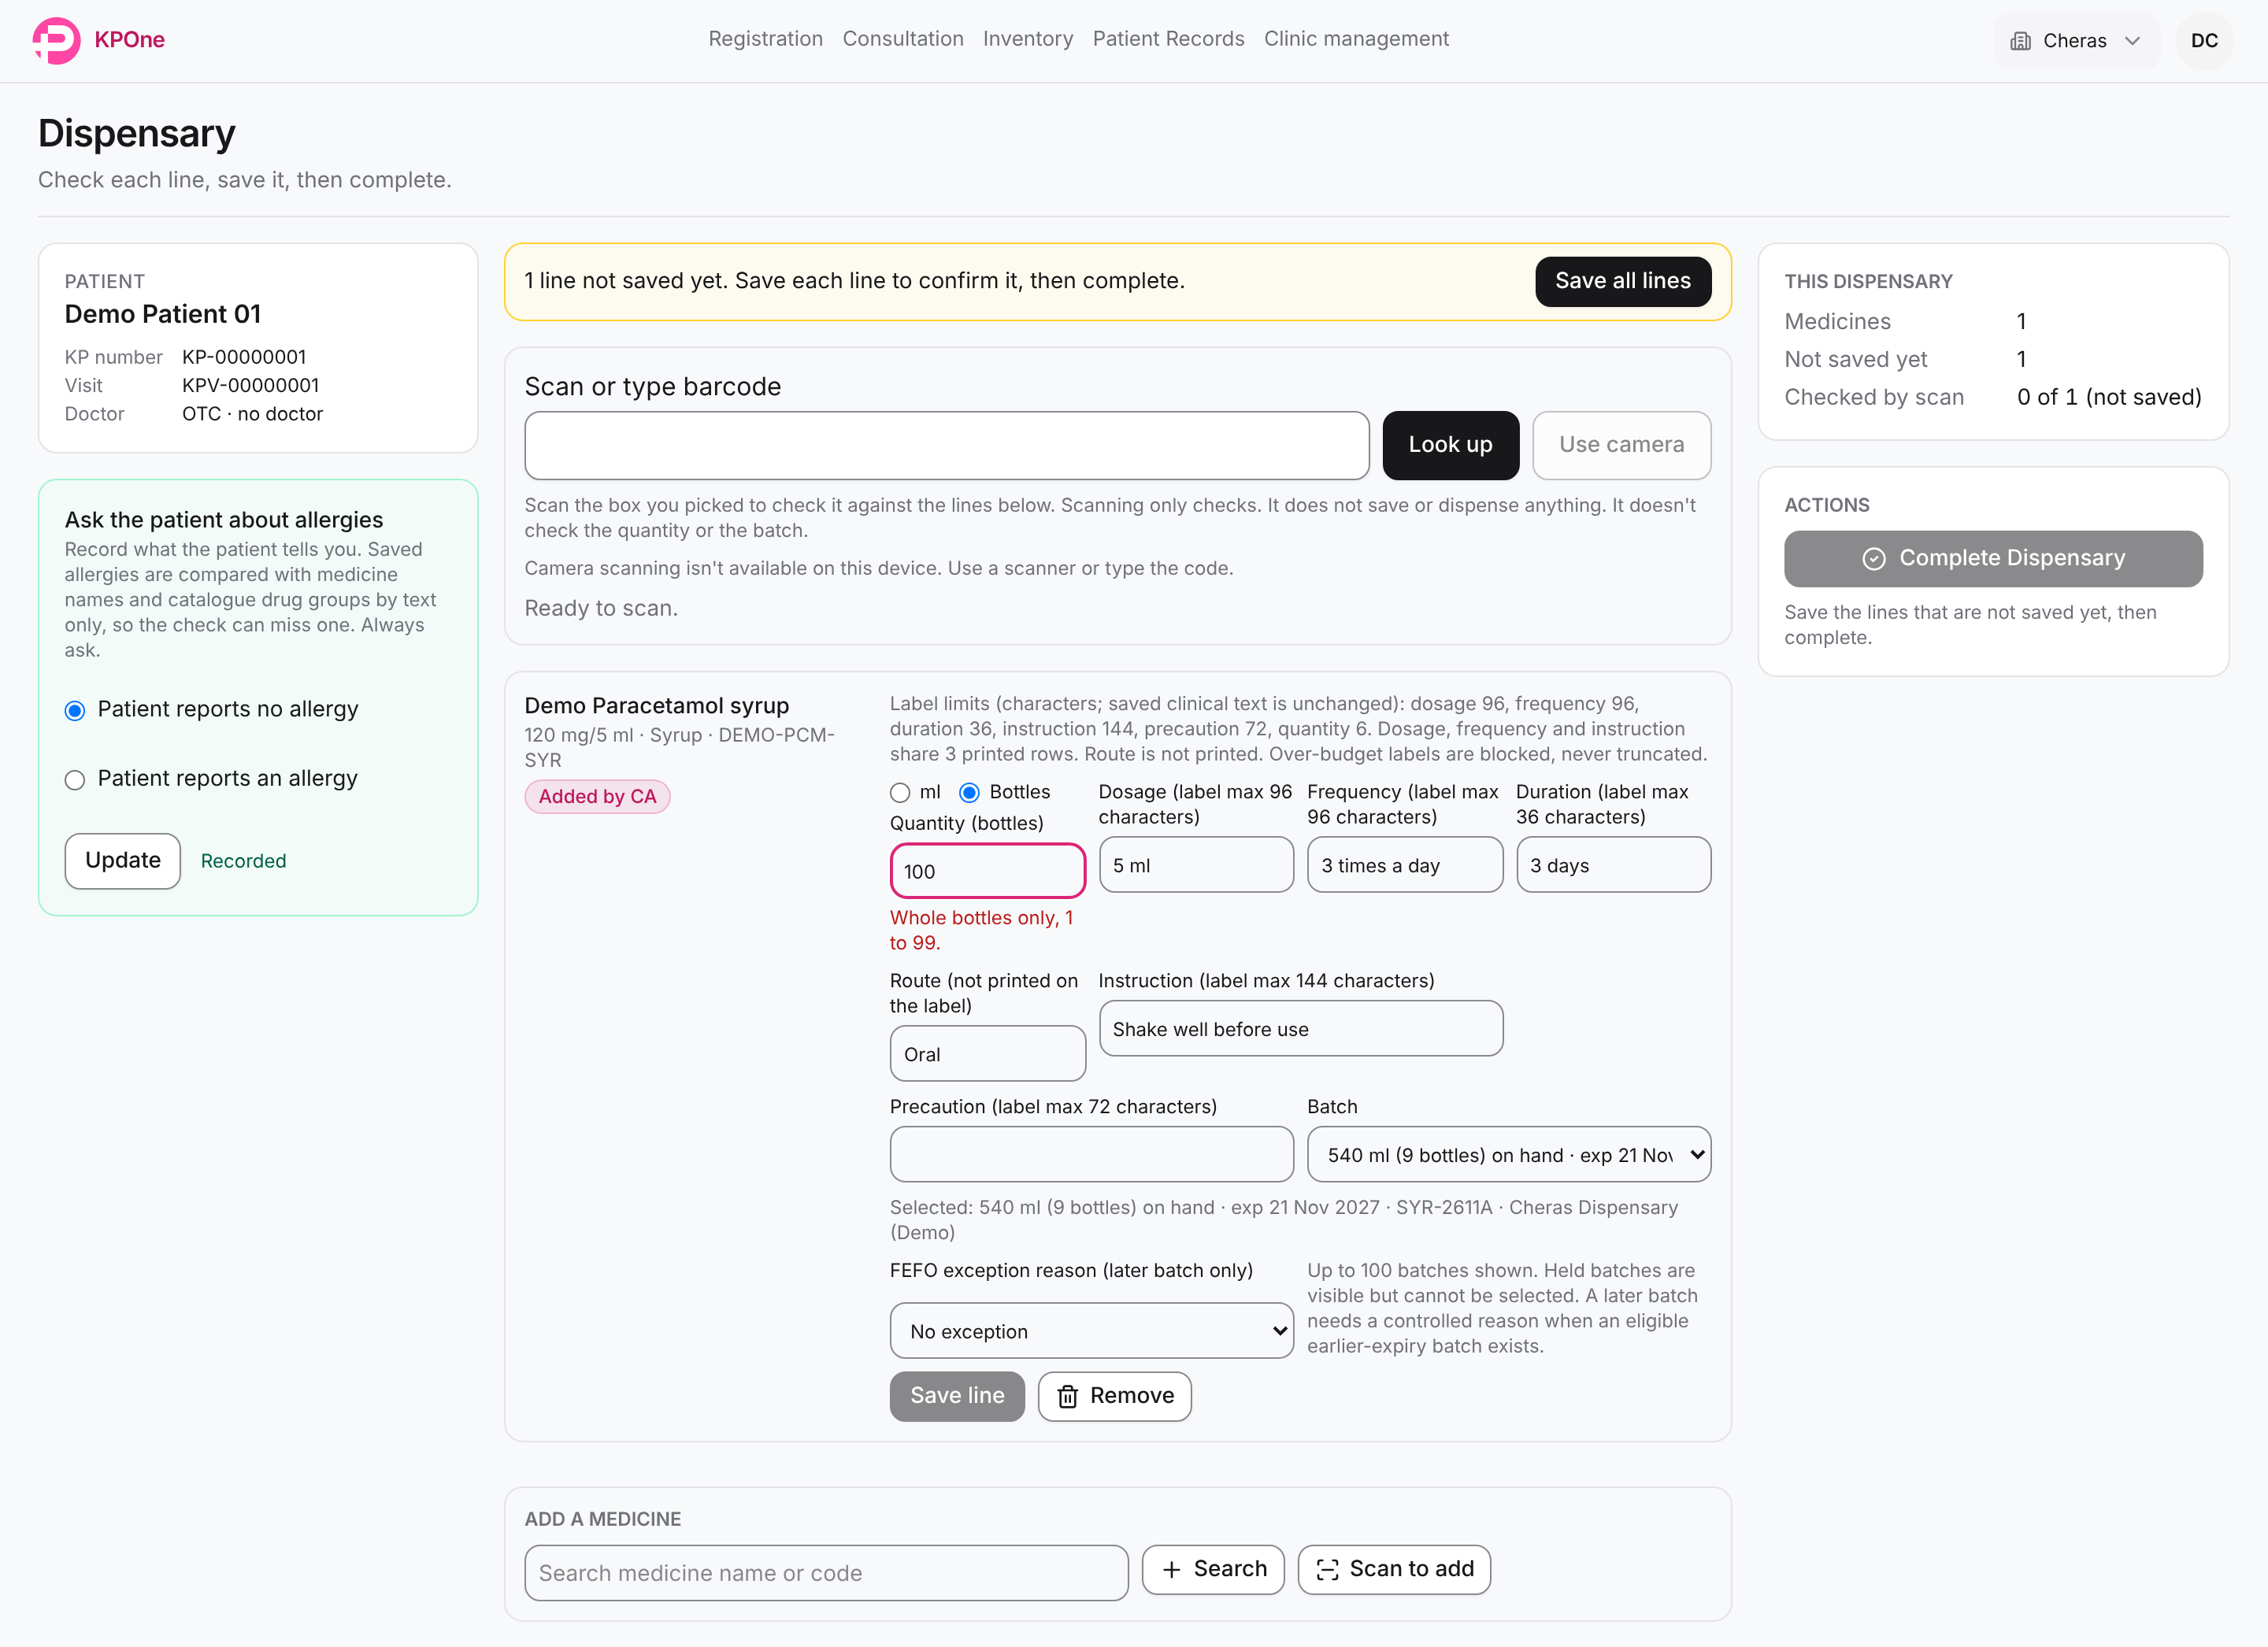 KPOne
Registration
Consultation
Inventory
Patient Records
Clinic management
Cheras
DC
Dispensary
Check each line, save it, then complete.
PATIENT
Demo Patient 01
KP number KP-00000001
Visit KPV-00000001
Doctor OTC · no doctor
Ask the patient about allergies
Record what the patient tells you. Saved
allergies are compared with medicine
names and catalogue drug groups by text
only, so the check can miss one. Always
ask.
Patient reports no allergy
Patient reports an allergy
Update
Recorded
1 line not saved yet. Save each line to confirm it, then complete.
Save all lines
Scan or type barcode
Look up
Use camera
Scan the box you picked to check it against the lines below. Scanning only checks. It does not save or dispense anything. It doesn't
check the quantity or the batch.
Camera scanning isn't available on this device. Use a scanner or type the code.
Ready to scan.
Demo Paracetamol syrup
120 mg/5 ml · Syrup · DEMO-PCM-
SYR
Added by CA
Label limits (characters; saved clinical text is unchanged): dosage 96, frequency 96,
duration 36, instruction 144, precaution 72, quantity 6. Dosage, frequency and instruction
share 3 printed rows. Route is not printed. Over-budget labels are blocked, never truncated.
ml
Bottles
Quantity (bottles)
100
Whole bottles only, 1
to 99.
Dosage (label max 96
characters)
5 ml
Frequency (label max
96 characters)
3 times a day
Duration (label max
36 characters)
3 days
Route (not printed on
the label)
Oral
Instruction (label max 144 characters)
Shake well before use
Precaution (label max 72 characters)
Batch
540 ml (9 bottles) on hand · exp 21 Nov
Selected: 540 ml (9 bottles) on hand · exp 21 Nov 2027 · SYR-2611A · Cheras Dispensary
(Demo)
FEFO exception reason (later batch only)
No exception
Up to 100 batches shown. Held batches are
visible but cannot be selected. A later batch
needs a controlled reason when an eligible
earlier-expiry batch exists.
Save line
Remove
ADD A MEDICINE
Search medicine name or code
Search
Scan to add
THIS DISPENSARY
Medicines 1
Not saved yet 1
Checked by scan 0 of 1 (not saved)
ACTIONS
Complete Dispensary
Save the lines that are not saved yet, then
complete.